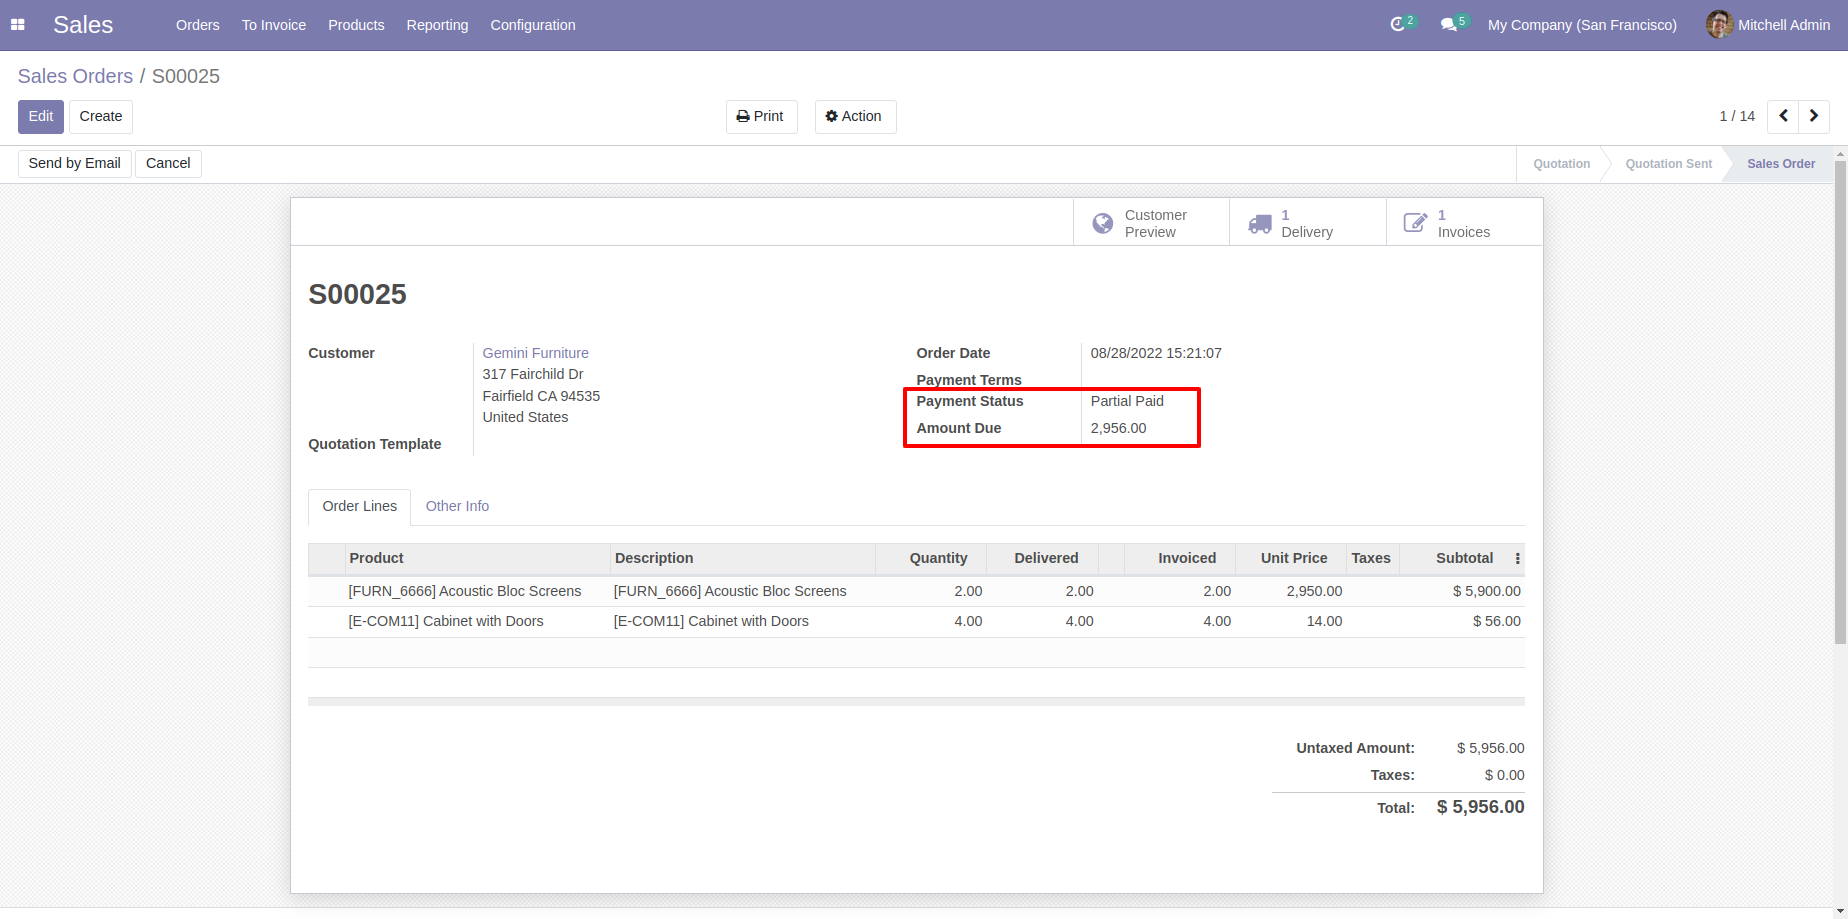 Sales Orders To Invoice Products Reporting Configuration 2 5 My Company (San Francisco) Mitchell Admin
Sales Orders / S00025
Edit Create Print Action 1 / 14
Send by Email Cancel Quotation Quotation Sent Sales Order
Customer Preview 1 Delivery 1 Invoices
S00025
Customer Gemini Furniture Order Date 08/28/2022 15:21:07
317 Fairchild Dr Payment Terms
Fairfield CA 94535 Payment Status Partial Paid
United States Amount Due 2,956.00
Quotation Template
Order Lines Other Info
Product Description Quantity Delivered Invoiced Unit Price Taxes Subtotal
[FURN_6666] Acoustic Bloc Screens [FURN_6666] Acoustic Bloc Screens 2.00 2.00 2.00 2,950.00 $ 5,900.00
[E-COM11] Cabinet with Doors [E-COM11] Cabinet with Doors 4.00 4.00 4.00 14.00 $ 56.00
Untaxed Amount: $ 5,956.00
Taxes: $ 0.00
Total: $ 5,956.00